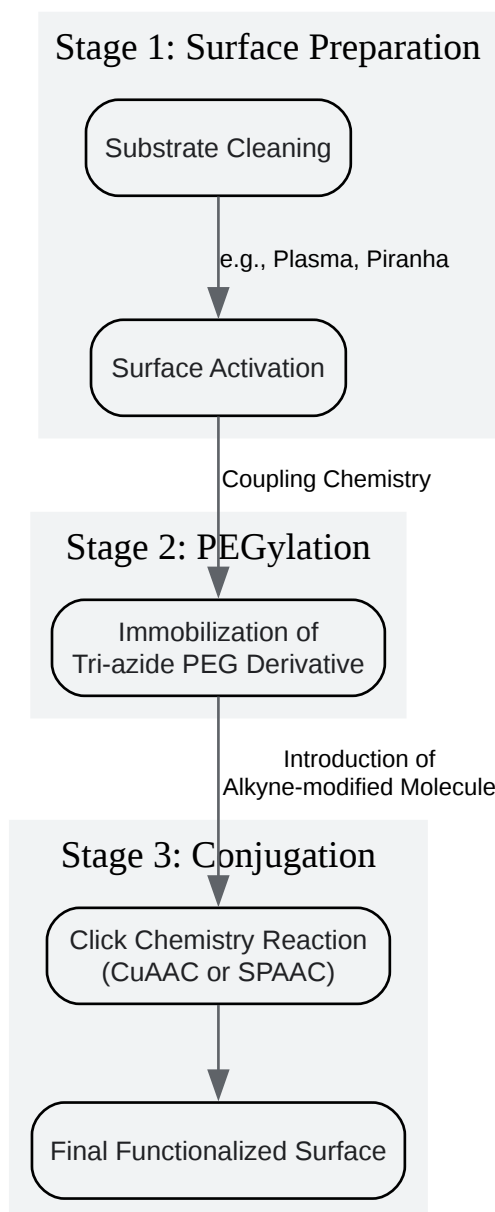 Stage 1: Surface Preparation
Substrate Cleaning
e.g., Plasma, Piranha
Surface Activation
Coupling Chemistry
Stage 2: PEGylation
Immobilization of
Tri-azide PEG Derivative
Introduction of
Alkyne-modified Molecule
Stage 3: Conjugation
Click Chemistry Reaction
(CuAAC or SPAAC)
Final Functionalized Surface